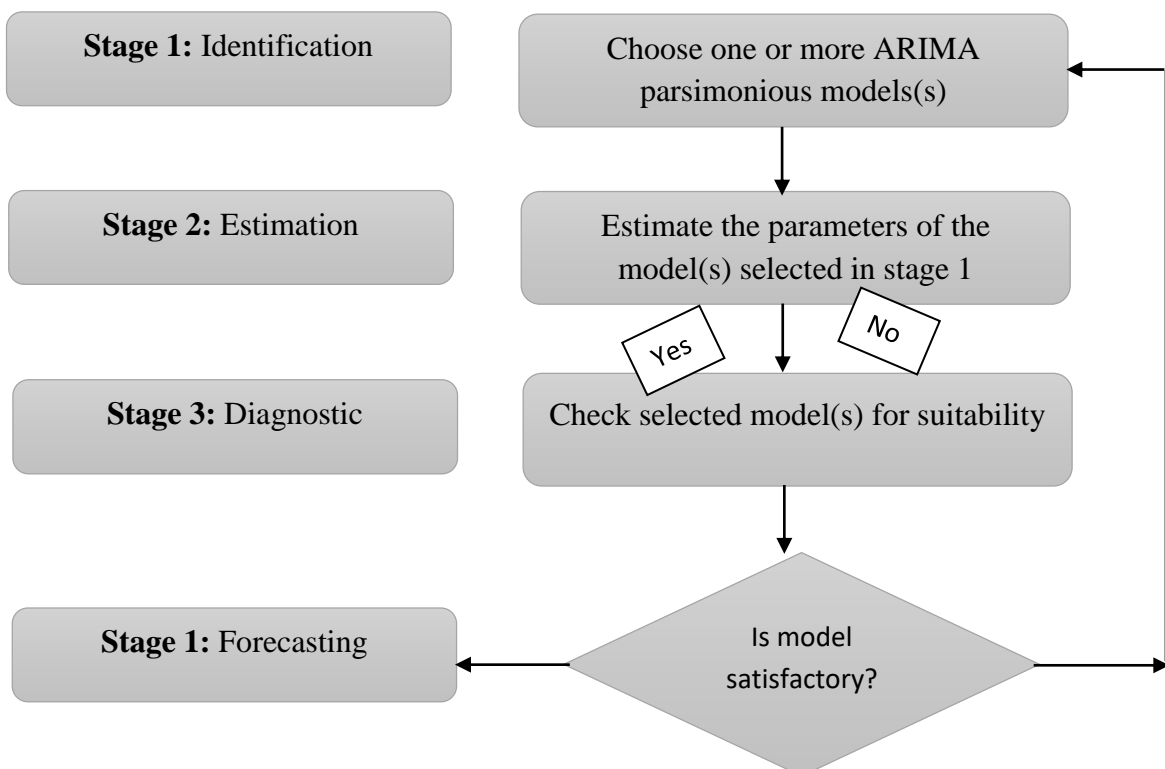 Stage 1: Identification
Choose one or more ARIMA
parsimonious models(s)
Stage 2: Estimation
Estimate the parameters of the
model(s) selected in stage 1
Yes
No
Stage 3: Diagnostic
Check selected model(s) for suitability
Stage 1: Forecasting
Is model
satisfactory?